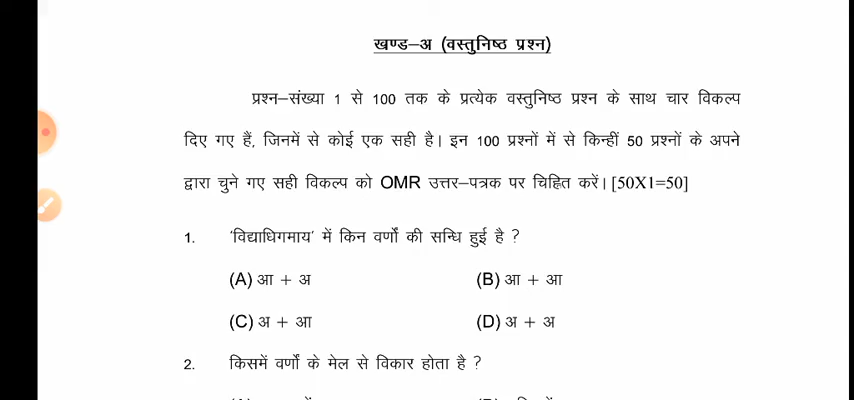 खण्ड–अ (वस्तुनिष्ठ प्रश्न)
प्रश्न–संख्या 1 से 100 तक के प्रत्येक वस्तुनिष्ठ प्रश्न के साथ चार विकल्प
दिए गए हैं, जिनमें से कोई एक सही है। इन 100 प्रश्नों में से किन्हीं 50 प्रश्नों के अपने
द्वारा चुने गए सही विकल्प को OMR उत्तर–पत्रक पर चिह्नित करें। [50X1=50]
1. 'विद्याधिगमाय' में किन वर्णों की सन्धि हुई है ?
(A) आ + अ (B) आ + आ
(C) अ + आ (D) अ + अ
2. किसमें वर्णों के मेल से विकार होता है ?